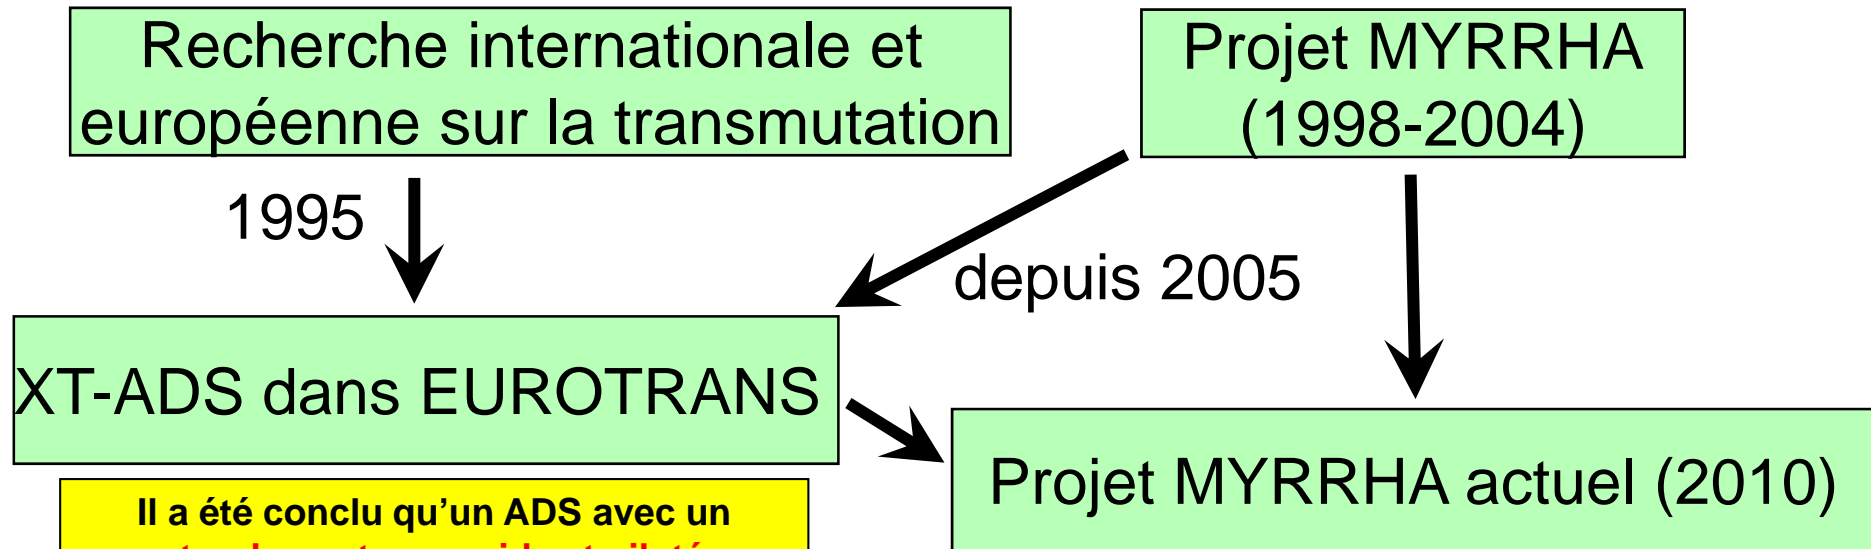 Recherche internationale et
européenne sur la transmutation
Projet MYRRHA
(1998-2004)
1995
depuis 2005
XT-ADS dans EUROTRANS
Projet MYRRHA actuel (2010)
Il a été conclu qu’un ADS avec un